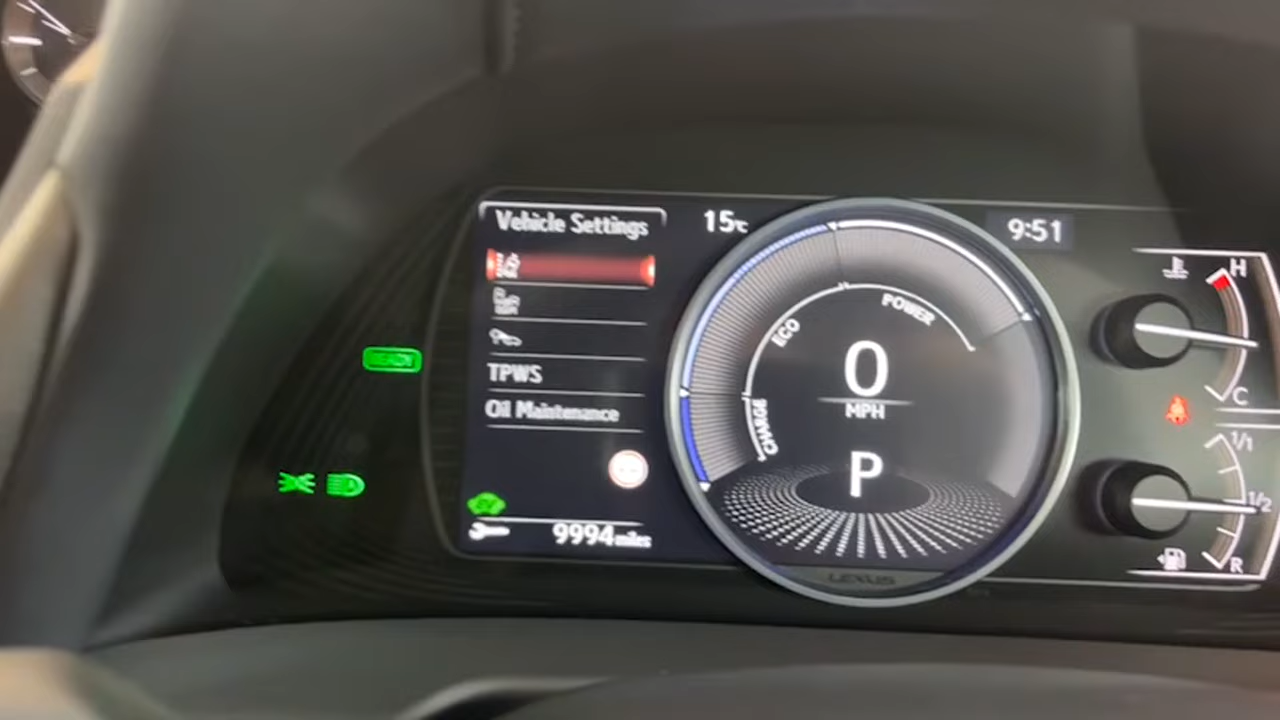 Vehicle Settings
15°C
9:51
H
POWER
ECO
READY
0
TPWS
MPH
C
Oil Maintenance
CHARGE
1/1
P
EV
1/2
9994 miles
R
LEXUS